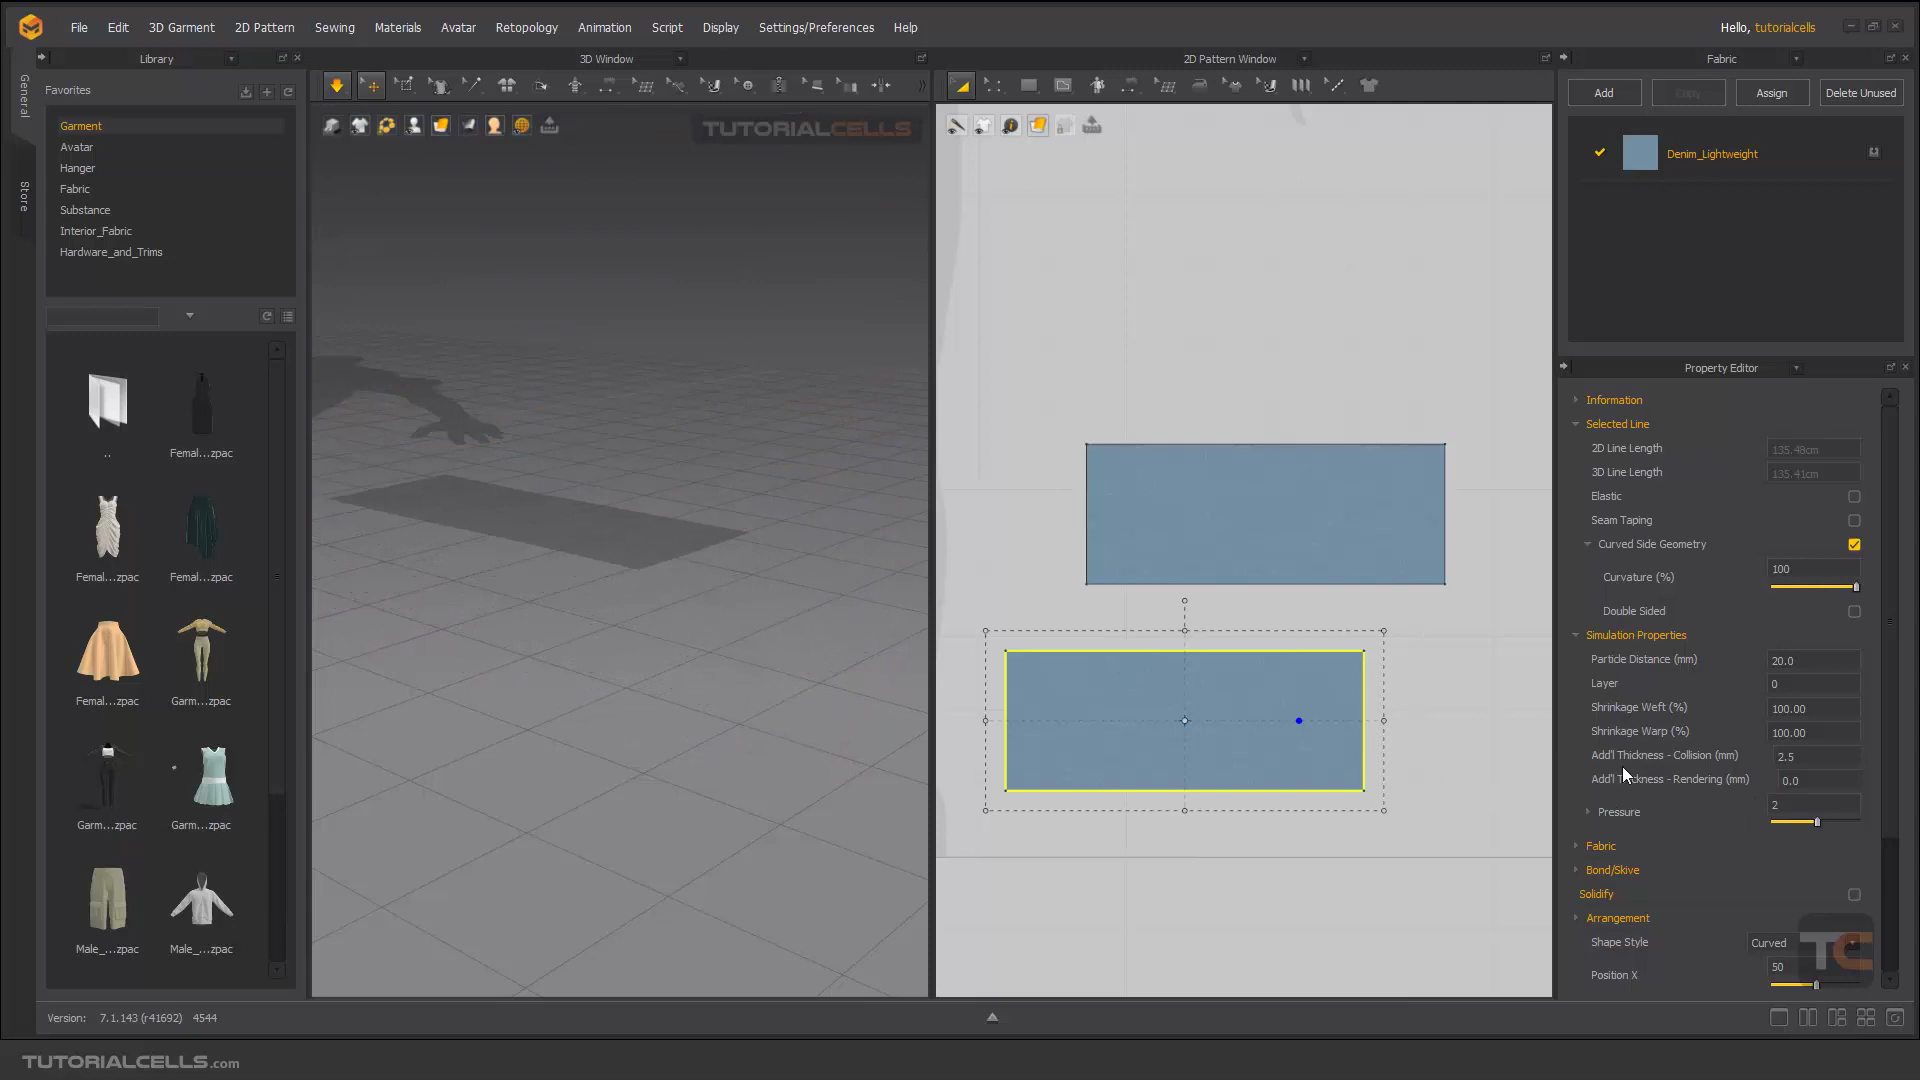 File Edit 3D Garment 2D Pattern Sewing Materials Avatar Retopology Animation Script Display Settings/Preferences Help
Hello, tutorialcells
Library
3D Window
2D Pattern Window
Fabric
General
Store
Favorites
Garment
Avatar
Hanger
Fabric
Substance
Interior_Fabric
Hardware_and_Trims
..
Femal...zpac
Femal...zpac
Femal...zpac
Femal...zpac
Garm...zpac
Garm...zpac
Garm...zpac
Male_...zpac
Male_...zpac
TUTORIALCELLS
Add Copy Assign Delete Unused
Denim_Lightweight
Property Editor
Information
Selected Line
2D Line Length 135.48cm
3D Line Length 135.41cm
Elastic
Seam Taping
Curved Side Geometry
Curvature (%) 100
Double Sided
Simulation Properties
Particle Distance (mm) 20.0
Layer 0
Shrinkage Weft (%) 100.00
Shrinkage Warp (%) 100.00
Add'l Thickness - Collision (mm) 2.5
Add'l Thickness - Rendering (mm) 0.0
Pressure 2
Fabric
Bond/Skive
Solidify
Arrangement
Shape Style Curved
Position X 50
TC
Version: 7.1.143 (r41692) 4544
TUTORIALCELLS.com